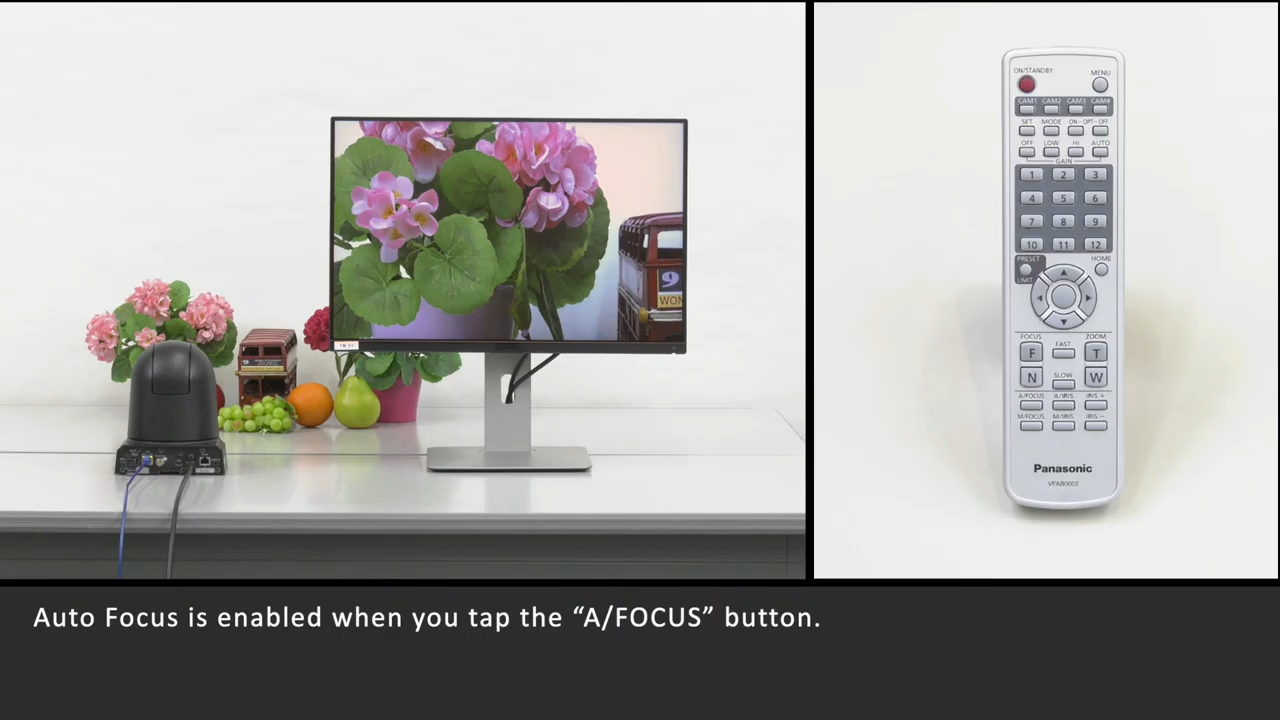 9
WON
ON/STANDBY
MENU
CAM1 CAM2 CAM3 CAM4
SET MODE ON-OPT-OFF
OFF LOW HI AUTO
GAIN
1 2 3
4 5 6
7 8 9
10 11 12
PRESET
HOME
LIMIT
FOCUS ZOOM
F FAST T
N SLOW W
A/FOCUS A/IRIS IRIS +
M/FOCUS M/IRIS IRIS -
Panasonic
VFAB0002
Auto Focus is enabled when you tap the “A/FOCUS” button.